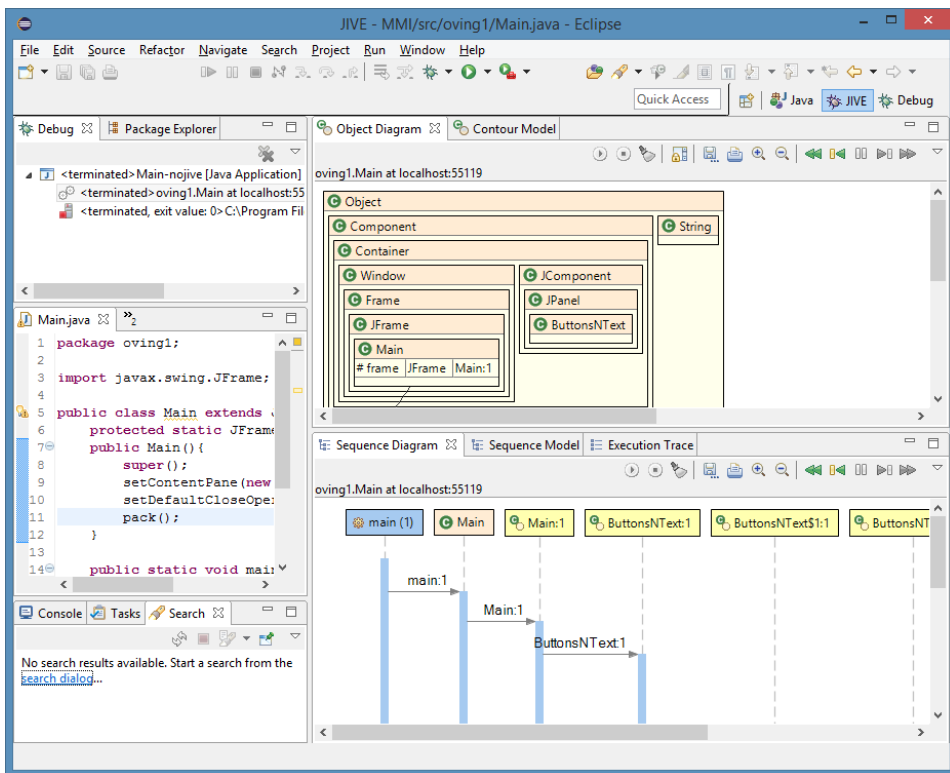 JIVE - MMI/src/oving1/Main.java - Eclipse
File Edit Source Refactor Navigate Search Project Run Window Help
Quick Access
Java JIVE Debug
Debug Package Explorer
<terminated>Main-nojive [Java Application]
<terminated>oving1.Main at localhost:55
<terminated, exit value: 0>C:\Program Fil
Object Diagram Contour Model
oving1.Main at localhost:55119
Object
Component
String
Container
Window
JComponent
Frame
JPanel
JFrame
ButtonsNText
Main
# frame JFrame Main:1
Main.java »2
1 package oving1;
2
3 import javax.swing.JFrame;
4
5 public class Main extends J
6 protected static JFrame
7 public Main(){
8 super();
9 setContentPane(new
10 setDefaultCloseOper
11 pack();
12 }
13
14 public static void main
Sequence Diagram Sequence Model Execution Trace
oving1.Main at localhost:55119
main (1) Main Main:1 ButtonsNText:1 ButtonsNText$1:1 ButtonsNT
main:1
Main:1
ButtonsNText:1
Console Tasks Search
No search results available. Start a search from the
search dialog...